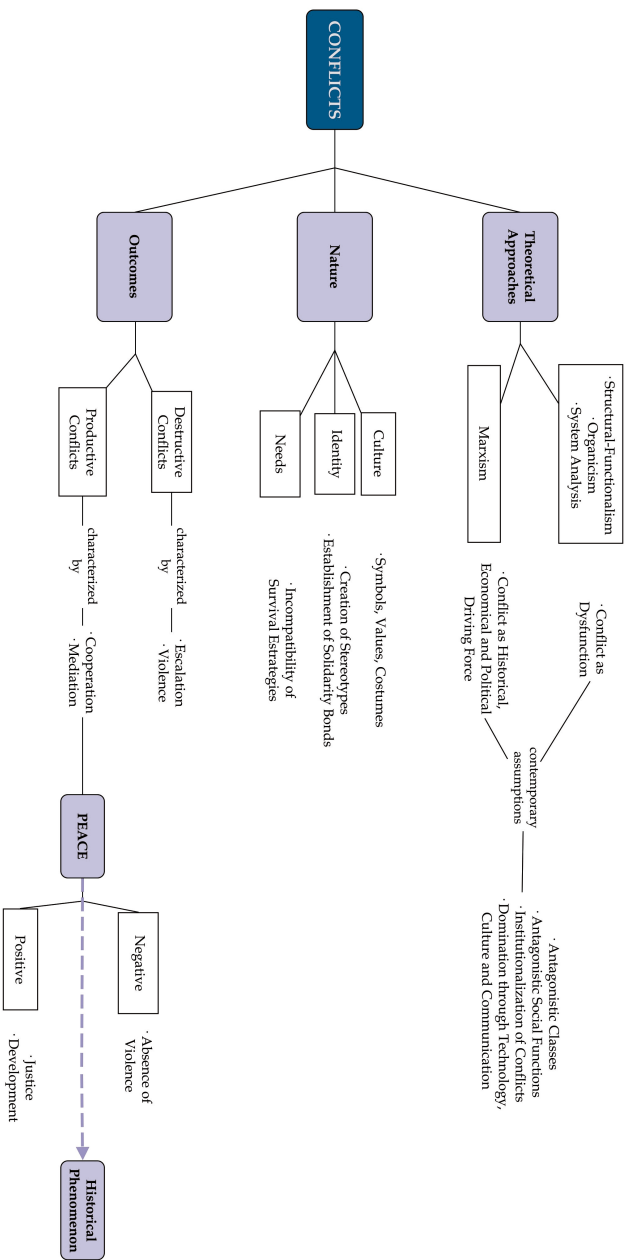 CONFLICTS
Theoretical
Approaches
·Structural-Functionalism
·Organicism
·System Analysis
Marxism
·Conflict as
Dysfunction
·Conflict as Historical,
Economical and Political
Driving Force
contemporary
assumptions
·Antagonistic Classes
·Antagonistic Social Functions
·Institutionalization of Conflicts
·Domination through Technology,
Culture and Communication
Nature
Culture
Identity
Needs
·Symbols, Values, Costumes
·Creation of Stereotypes
·Establishment of Solidarity Bonds
·Incompatibility of
Survival Estrategies
Outcomes
Destructive
Conflicts
characterized
by
·Escalation
·Violence
Productive
Conflicts
characterized
by
·Cooperation
·Mediation
PEACE
Negative
·Absence of
Violence
Positive
·Justice
·Development
Historical
Phenomenon